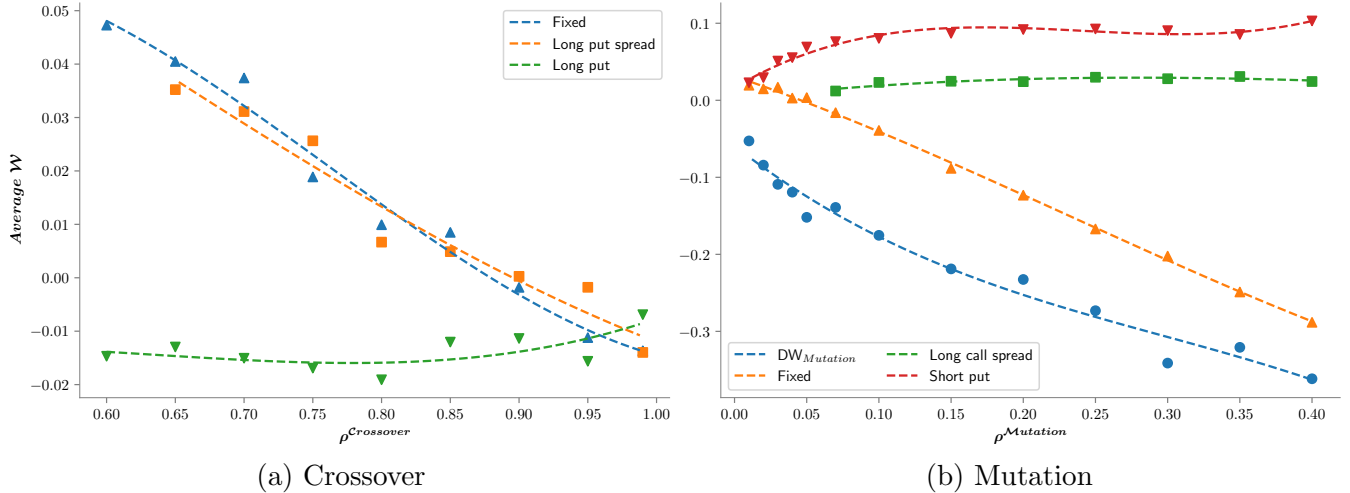 0.05
0.04
0.03
0.02
0.01
0.00
−0.01
−0.02
Average 𝒲
Fixed
Long put spread
Long put
0.60 0.65 0.70 0.75 0.80 0.85 0.90 0.95 1.00
ρ^Crossover
(a) Crossover
0.1
0.0
−0.1
−0.2
−0.3
DW_Mutation
Fixed
Long call spread
Short put
0.00 0.05 0.10 0.15 0.20 0.25 0.30 0.35 0.40
ρ^Mutation
(b) Mutation